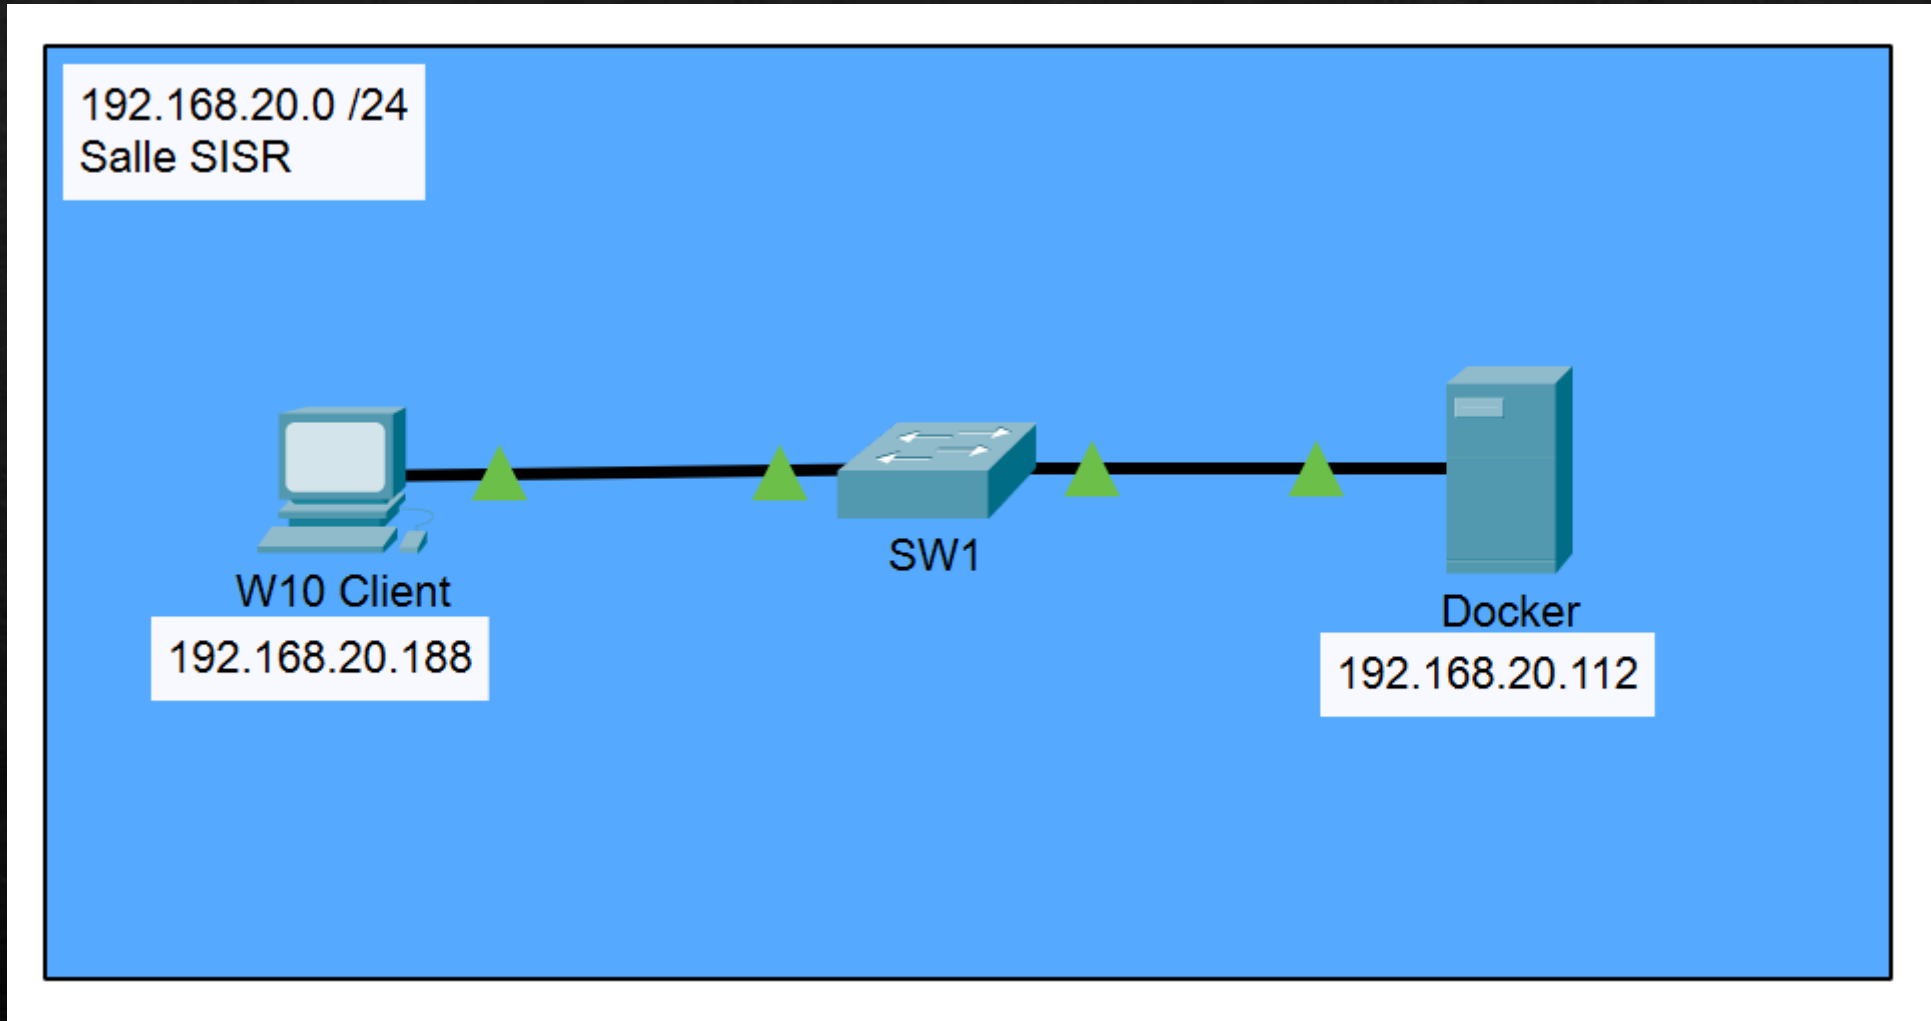 192.168.20.0 /24
Salle SISR
W10 Client
192.168.20.188
SW1
Docker
192.168.20.112